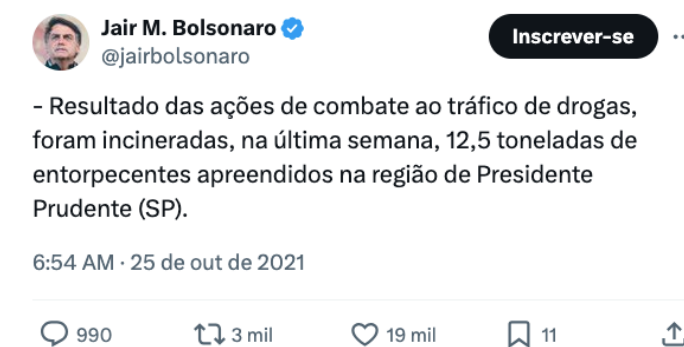 Jair M. Bolsonaro
@jairbolsonaro
Inscrever-se
- Resultado das ações de combate ao tráfico de drogas,
foram incineradas, na última semana, 12,5 toneladas de
entorpecentes apreendidos na região de Presidente
Prudente (SP).
6:54 AM · 25 de out de 2021
990 3 mil 19 mil 11